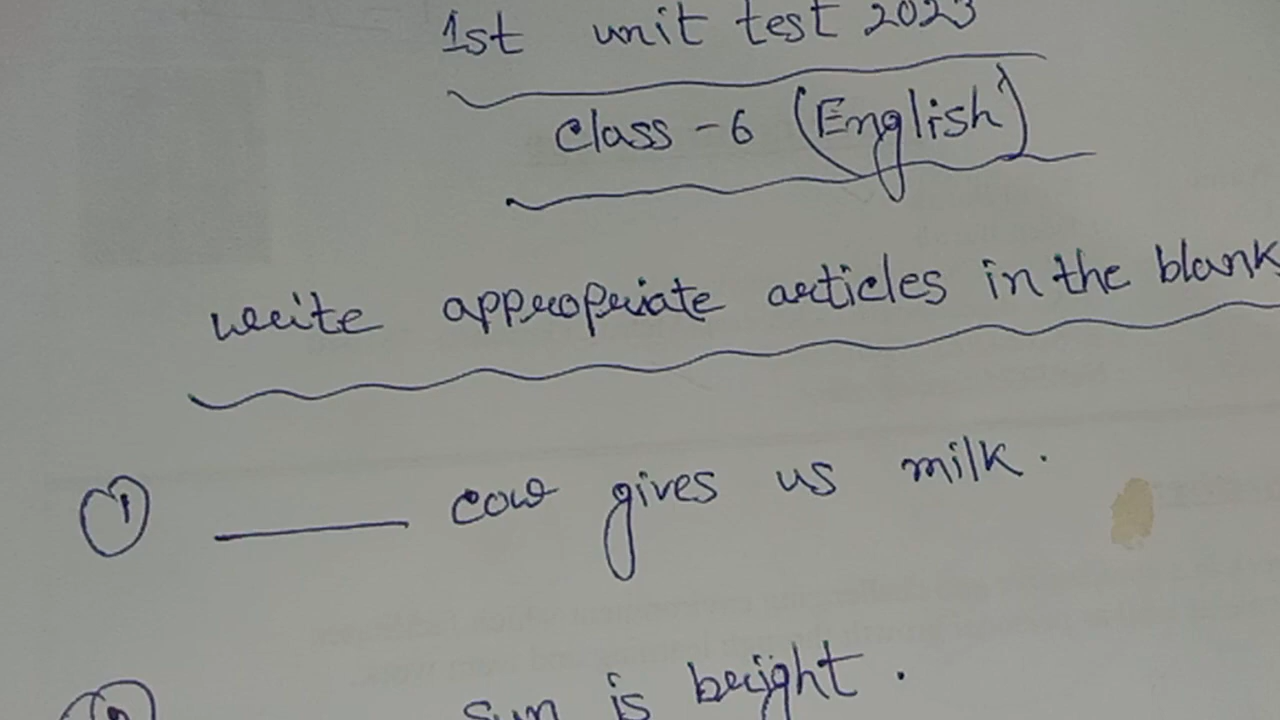 1st unit test 2023
Class - 6 (English)
write appropriate articles in the blank
① ______ cow gives us milk.
② sun is bright.